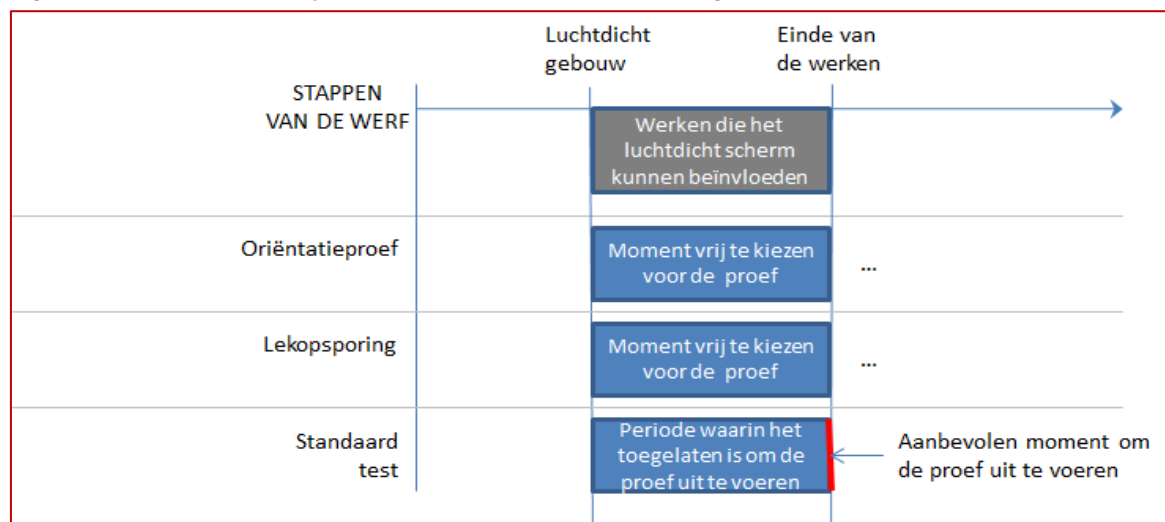 Luchtdicht
gebouw
Einde van
de werken
STAPPEN
VAN DE WERF
Werken die het
luchtdicht scherm
kunnen beïnvloeden
Oriëntatieproef
Moment vrij te kiezen
voor de proef
...
Lekopsporing
Moment vrij te kiezen
voor de proef
...
Standaard
test
Periode waarin het
toegelaten is om de
proef uit te voeren
Aanbevolen moment om
de proef uit te voeren